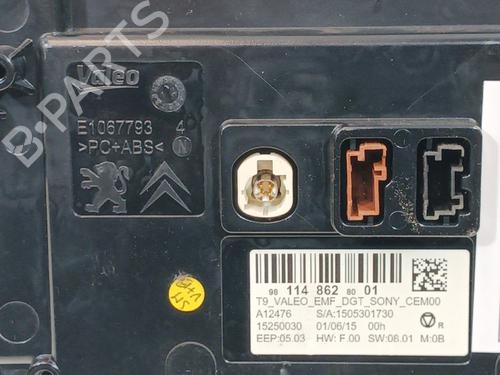 Valeo
E1067793 4
>PC+ABS< N
B-PARTS
98 114 862 80 01
T9_VALEO_EMF_DGT_SONY_CEM00
A12476 S/A:1505301730
15250030 01/06/15 00h
EEP:05.03 HW: F.00 SW:08.01 M:0B